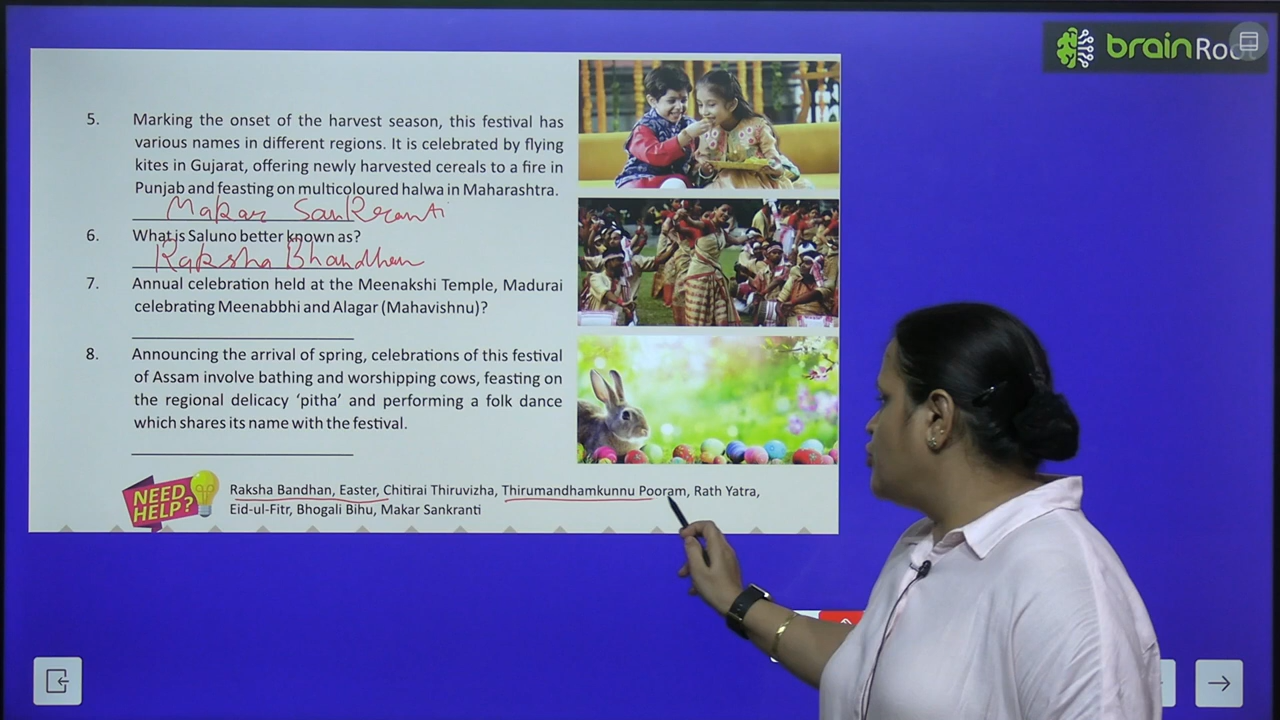 brainRoo
5. Marking the onset of the harvest season, this festival has
various names in different regions. It is celebrated by flying
kites in Gujarat, offering newly harvested cereals to a fire in
Punjab and feasting on multicoloured halwa in Maharashtra.
Makar Sankranti
6. What is Saluno better known as?
Raksha Bhandhan
7. Annual celebration held at the Meenakshi Temple, Madurai
celebrating Meenabbhi and Alagar (Mahavishnu)?
8. Announcing the arrival of spring, celebrations of this festival
of Assam involve bathing and worshipping cows, feasting on
the regional delicacy ‘pitha’ and performing a folk dance
which shares its name with the festival.
NEED
HELP?
Raksha Bandhan, Easter, Chitirai Thiruvizha, Thirumandhamkunnu Pooram, Rath Yatra,
Eid-ul-Fitr, Bhogali Bihu, Makar Sankranti